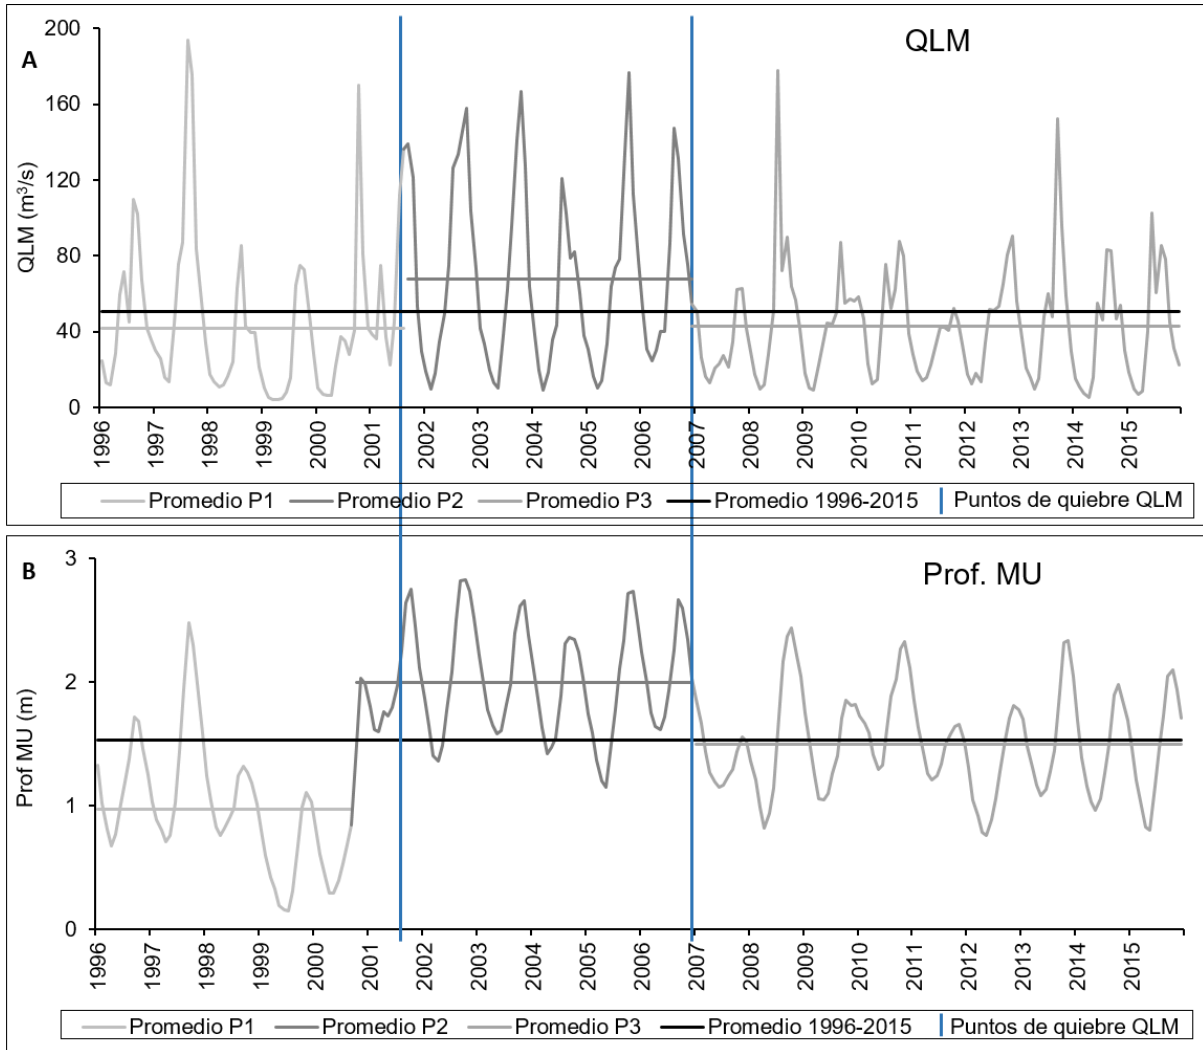 A
QLM
QLM (m³/s)
200
160
120
80
40
0
1996 1997 1998 1999 2000 2001 2002 2003 2004 2005 2006 2007 2008 2009 2010 2011 2012 2013 2014 2015
Promedio P1 Promedio P2 Promedio P3 Promedio 1996-2015 Puntos de quiebre QLM
B
Prof. MU
Prof MU (m)
3
2
1
0
1996 1997 1998 1999 2000 2001 2002 2003 2004 2005 2006 2007 2008 2009 2010 2011 2012 2013 2014 2015
Promedio P1 Promedio P2 Promedio P3 Promedio 1996-2015 Puntos de quiebre QLM